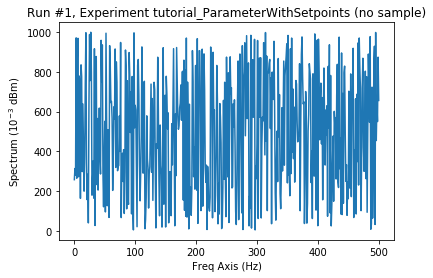 Run #1, Experiment tutorial_ParameterWithSetpoints (no sample)
1000
800
600
400
200
0
Spectrum (10⁻³ dBm)
0 100 200 300 400 500
Freq Axis (Hz)